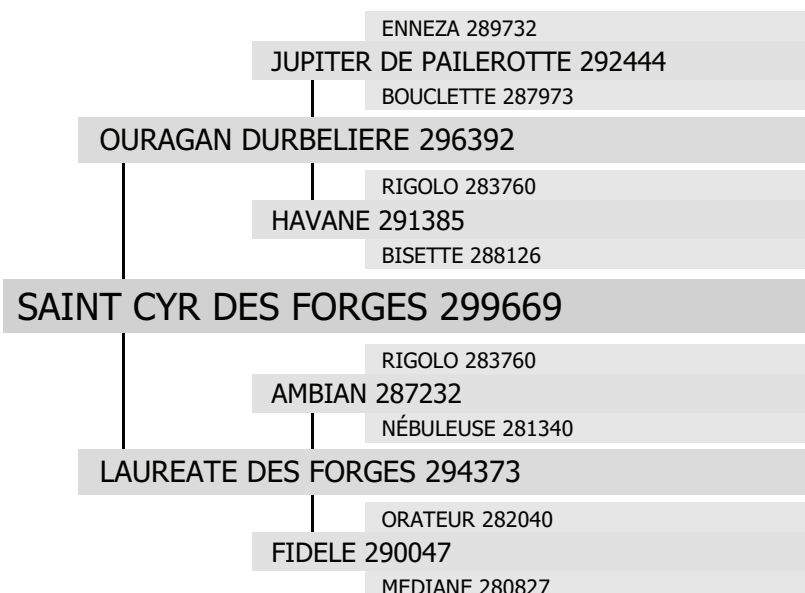 ENNEZA 289732
JUPITER DE PAILEROTTE 292444
BOUCLETTE 287973
OURAGAN DURBELIERE 296392
RIGOLO 283760
HAVANE 291385
BISETTE 288126
SAINT CYR DES FORGES 299669
RIGOLO 283760
AMBIAN 287232
NÉBULEUSE 281340
LAUREATE DES FORGES 294373
ORATEUR 282040
FIDELE 290047
MEDIANE 280827